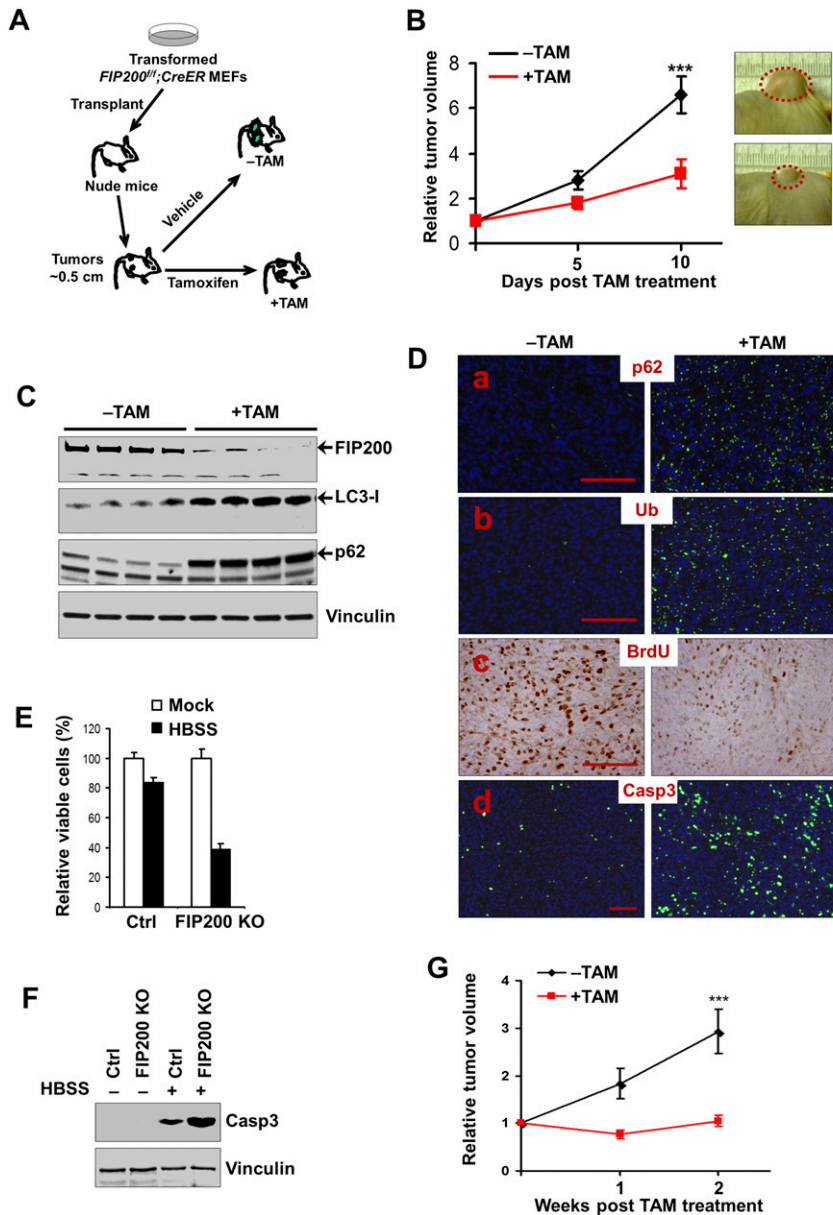 A
Transformed
FIP200f/f;CreER MEFs
Transplant
Nude mice
Vehicle
–TAM
Tumors
~0.5 cm
Tamoxifen
+TAM
B
–TAM
+TAM
***
Relative tumor volume
8
6
4
2
0
5
10
Days post TAM treatment
C
–TAM
+TAM
FIP200
LC3-I
p62
Vinculin
D
–TAM
+TAM
a
p62
b
Ub
c
BrdU
d
Casp3
E
Mock
HBSS
Relative viable cells (%)
120
100
80
60
40
20
0
Ctrl
FIP200 KO
F
Ctrl
FIP200 KO
Ctrl
FIP200 KO
HBSS – – + +
Casp3
Vinculin
G
–TAM
+TAM
***
Relative tumor volume
4
3
2
1
0
1
2
Weeks post TAM treatment